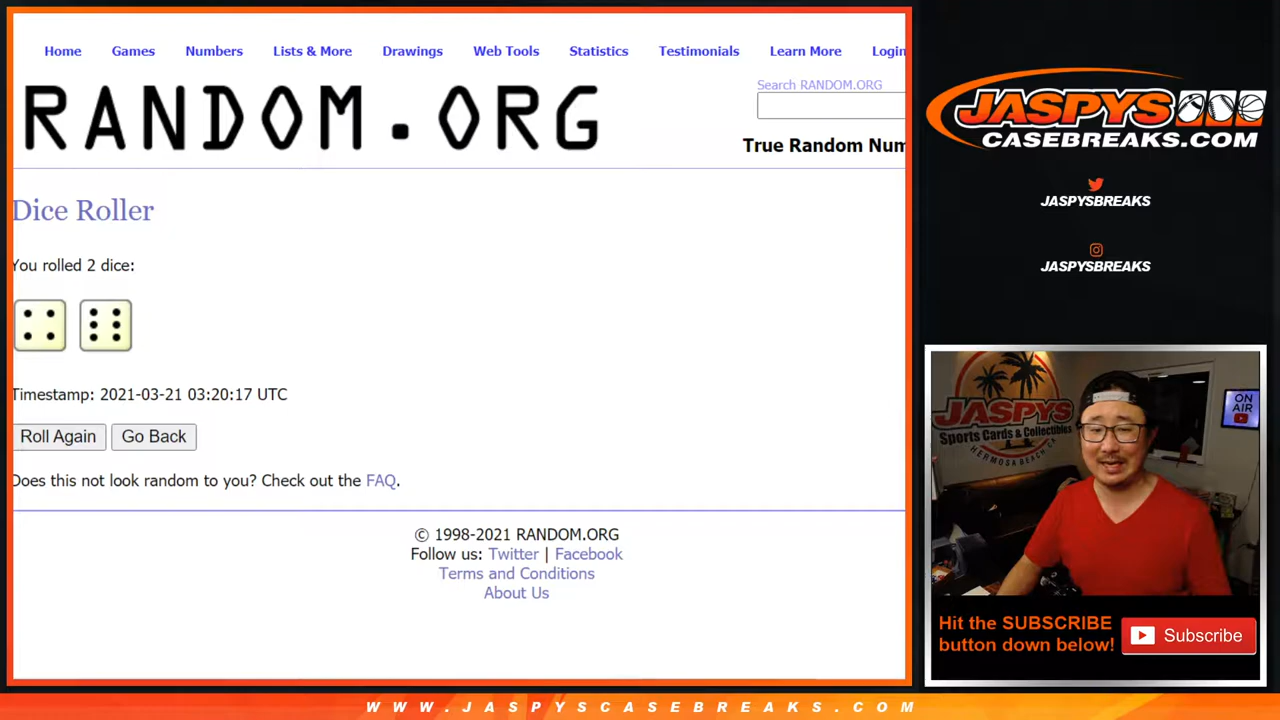 Home Games Numbers Lists & More Drawings Web Tools Statistics Testimonials Learn More Login
RANDOM.ORG
Search RANDOM.ORG
True Random Num
Dice Roller
You rolled 2 dice:
Timestamp: 2021-03-21 03:20:17 UTC
Roll Again Go Back
Does this not look random to you? Check out the FAQ.
© 1998-2021 RANDOM.ORG
Follow us: Twitter | Facebook
Terms and Conditions
About Us
JASPYS
CASEBREAKS.COM
JASPYSBREAKS
JASPYSBREAKS
JASPYS
Sports Cards & Collectibles
HERMOSA BEACH, CA
ON
AIR
Hit the SUBSCRIBE
button down below!
Subscribe
WWW.JASPYSCASEBREAKS.COM